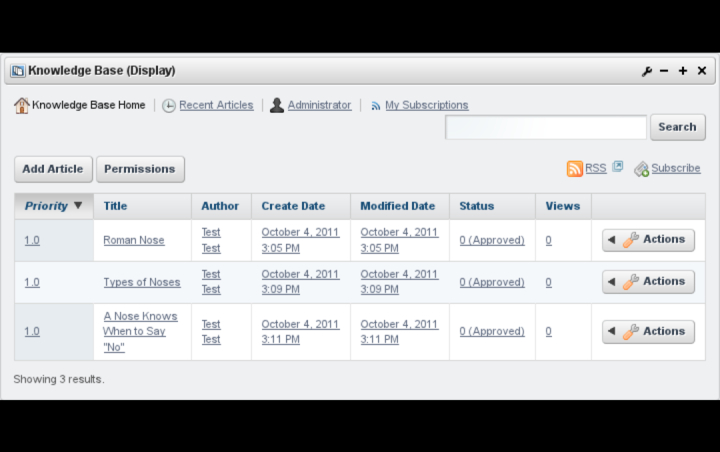 Knowledge Base (Display)
Knowledge Base Home | Recent Articles | Administrator | My Subscriptions
Search
Add Article Permissions RSS Subscribe
Priority ▼ Title Author Create Date Modified Date Status Views
1.0 Roman Nose Test Test October 4, 2011 3:05 PM October 4, 2011 3:05 PM 0 (Approved) 0 Actions
1.0 Types of Noses Test Test October 4, 2011 3:09 PM October 4, 2011 3:09 PM 0 (Approved) 0 Actions
1.0 A Nose Knows When to Say "No" Test Test October 4, 2011 3:11 PM October 4, 2011 3:11 PM 0 (Approved) 0 Actions
Showing 3 results.